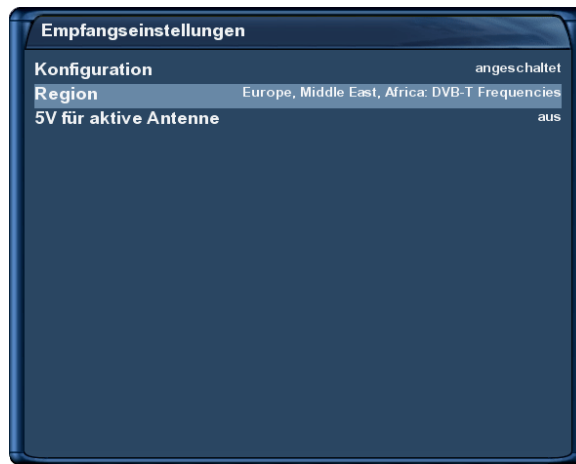 Empfangseinstellungen
Konfiguration angeschaltet
Region Europe, Middle East, Africa: DVB-T Frequencies
5V für aktive Antenne aus